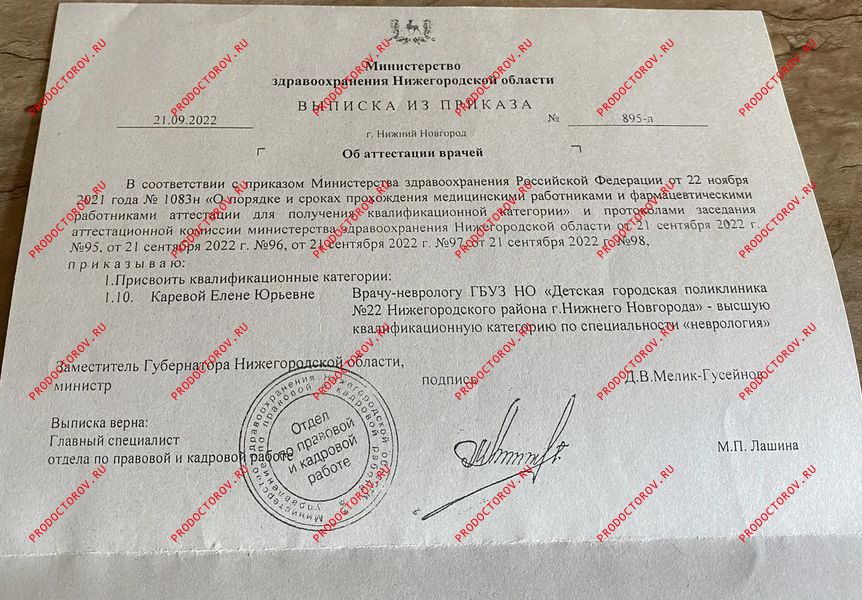 Министерство
здравоохранения Нижегородской области
ВЫПИСКА ИЗ ПРИКАЗА
21.09.2022 № 895-л
г. Нижний Новгород
Об аттестации врачей
В соответствии с приказом Министерства здравоохранения Российской Федерации от 22 ноября
2021 года № 1083н «О порядке и сроках прохождения медицинскими работниками и фармацевтическими
работниками аттестации для получения квалификационной категории» и протоколами заседания
аттестационной комиссии министерства здравоохранения Нижегородской области от 21 сентября 2022 г.
№95, от 21 сентября 2022 г. №96, от 21 сентября 2022 г. №97, от 21 сентября 2022 г. №98,
приказываю:
1.Присвоить квалификационные категории:
1.10. Каревой Елене Юрьевне Врачу-неврологу ГБУЗ НО «Детская городская поликлиника
№22 Нижегородского района г.Нижнего Новгорода» - высшую
квалификационную категорию по специальности «неврология»
Заместитель Губернатора Нижегородской области,
министр подпись Д.В.Мелик-Гусейнов
Выписка верна:
Главный специалист
отдела по правовой и кадровой работе М.П. Лашина
Отдел
по правовой
и кадровой
работе
PRODOCTOROV.RU